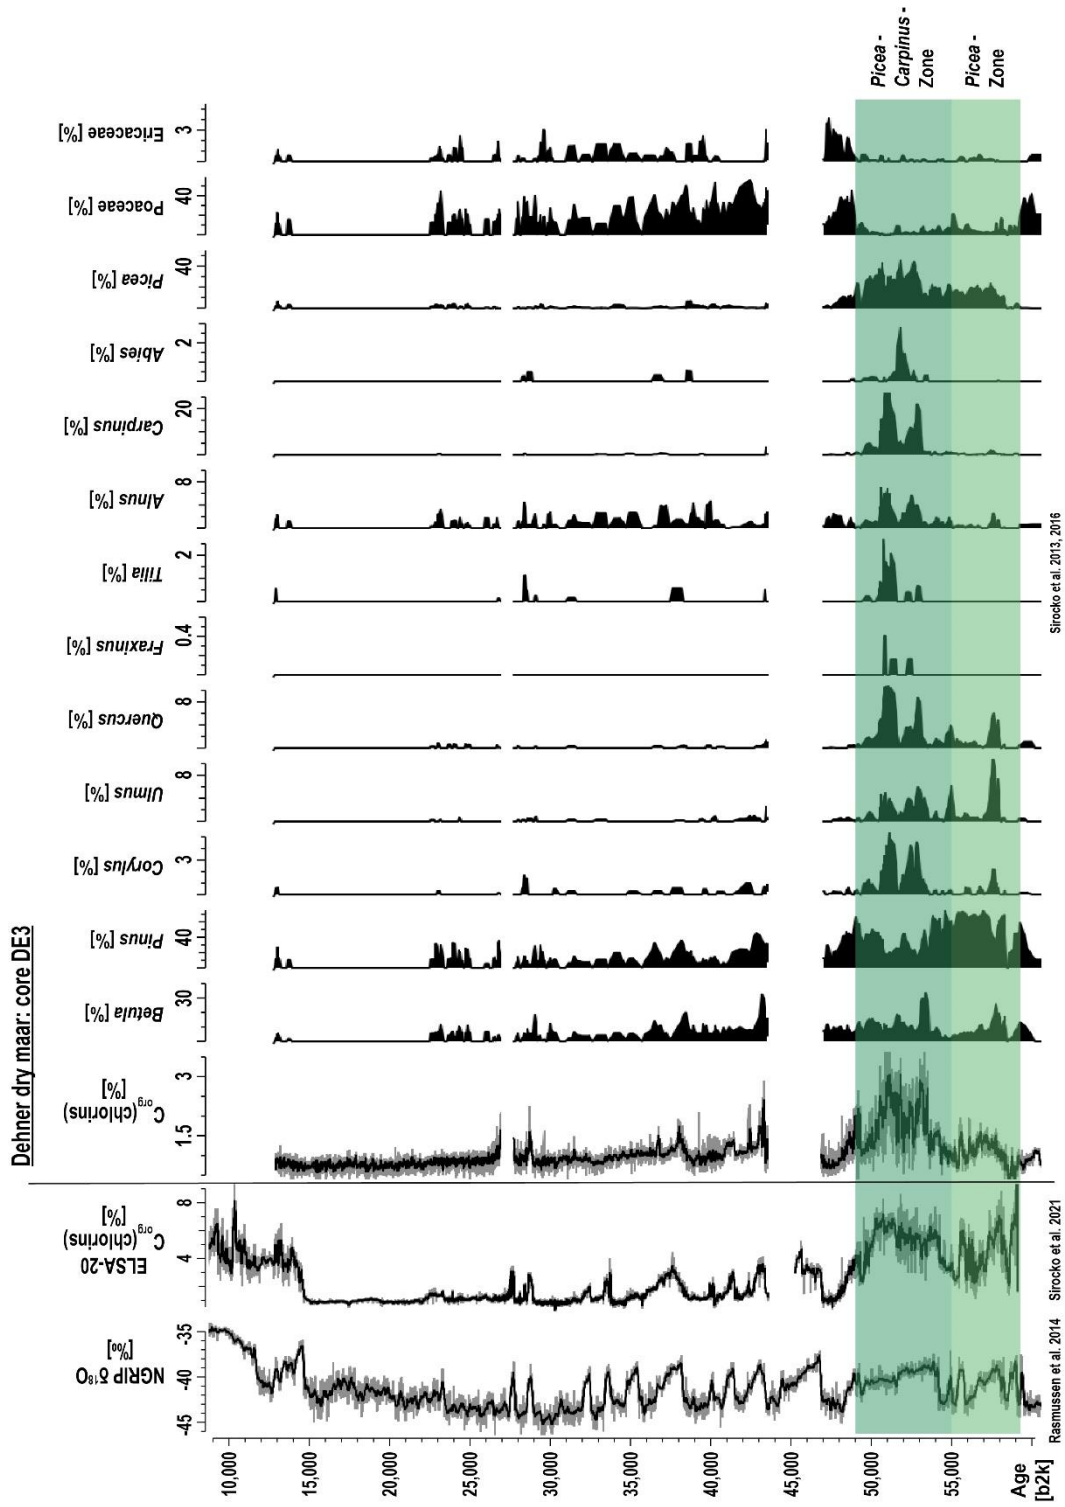 Dehner dry maar: core DE3
NGRIP δ¹⁸O
[‰]
-35
-40
-45
Rasmussen et al. 2014
ELSA-20
Corg(chlorins)
[%]
8
4
Sirocko et al. 2021
Corg(chlorins)
[%]
3
1.5
Betula [%]
30
Pinus [%]
40
Corylus [%]
3
Ulmus [%]
8
Quercus [%]
8
Fraxinus [%]
0.4
Tilia [%]
2
Alnus [%]
8
Carpinus [%]
20
Abies [%]
2
Picea [%]
40
Poaceae [%]
40
Ericaceae [%]
3
Sirocko et al. 2013, 2016
10,000
15,000
20,000
25,000
30,000
35,000
40,000
45,000
50,000
55,000
Age
[b2k]
Picea -
Carpinus -
Zone
Picea -
Zone